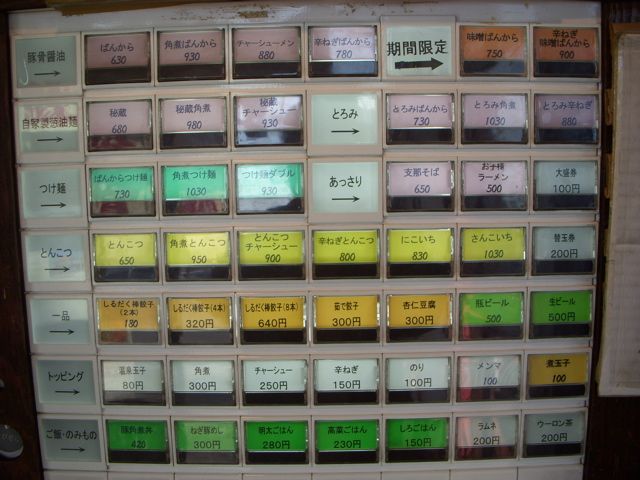 豚骨醤油
→
ばんから
630
角煮ばんから
930
チャーシューメン
880
辛ねぎばんから
780
期間限定
→
味噌ばんから
750
辛ねぎ
味噌ばんから
900
自家製葱油麺
→
秘蔵
680
秘蔵角煮
980
秘蔵
チャーシュー
930
とろみ
→
とろみばんから
730
とろみ角煮
1030
とろみ辛ねぎ
880
つけ麺
→
ばんからつけ麺
730
角煮つけ麺
1030
つけ麺ダブル
930
あっさり
→
支那そば
650
お子様
ラーメン
500
大盛券
100円
とんこつ
→
とんこつ
650
角煮とんこつ
950
とんこつ
チャーシュー
900
辛ねぎとんこつ
800
にこいち
830
さんこいち
1030
替玉券
200円
一品
→
しるだく棒餃子
(2本)
180
しるだく棒餃子(4本)
320円
しるだく棒餃子(8本)
640円
茹で餃子
300円
杏仁豆腐
300円
瓶ビール
500
生ビール
500円
トッピング
→
温泉玉子
80円
角煮
300円
チャーシュー
250円
辛ねぎ
150円
のり
100円
メンマ
100
煮玉子
100
ご飯・のみもの
→
豚角煮丼
420
ねぎ豚めし
300円
明太ごはん
280円
高菜ごはん
230円
しろごはん
150円
ラムネ
200円
ウーロン茶
200円